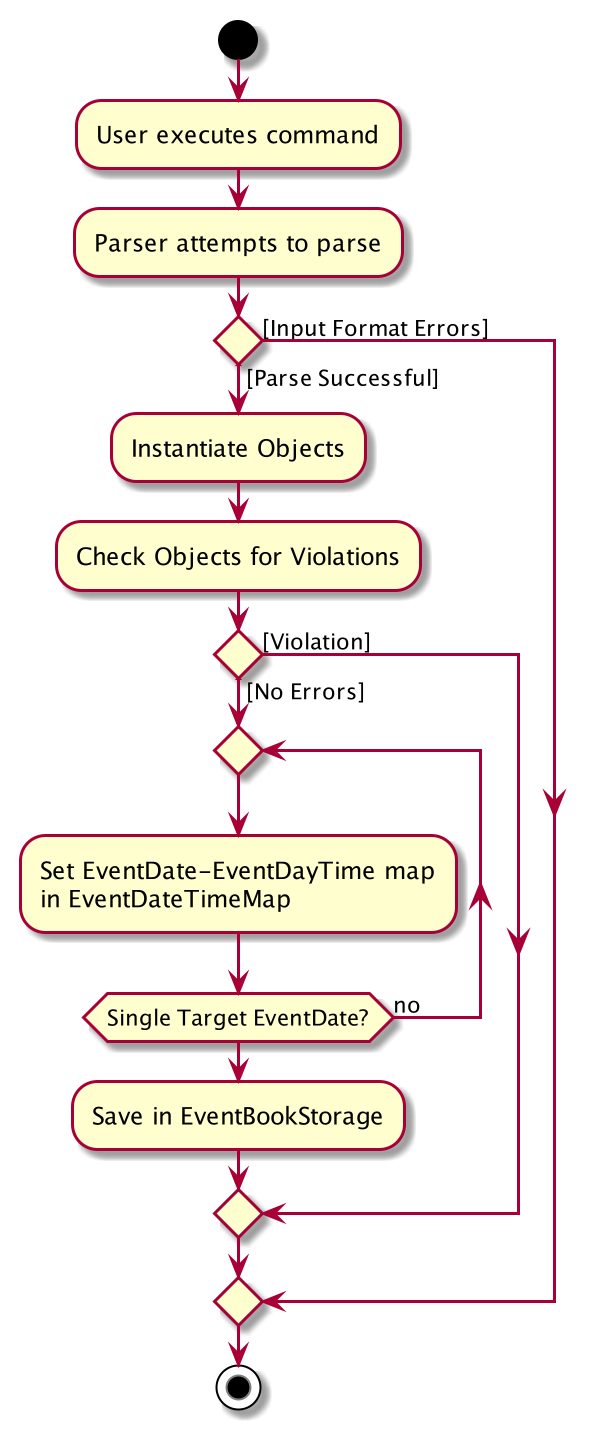 User executes command
Parser attempts to parse
[Input Format Errors]
[Parse Successful]
Instantiate Objects
Check Objects for Violations
[Violation]
[No Errors]
Set EventDate-EventDayTime map
in EventDateTimeMap
no
Single Target EventDate?
Save in EventBookStorage